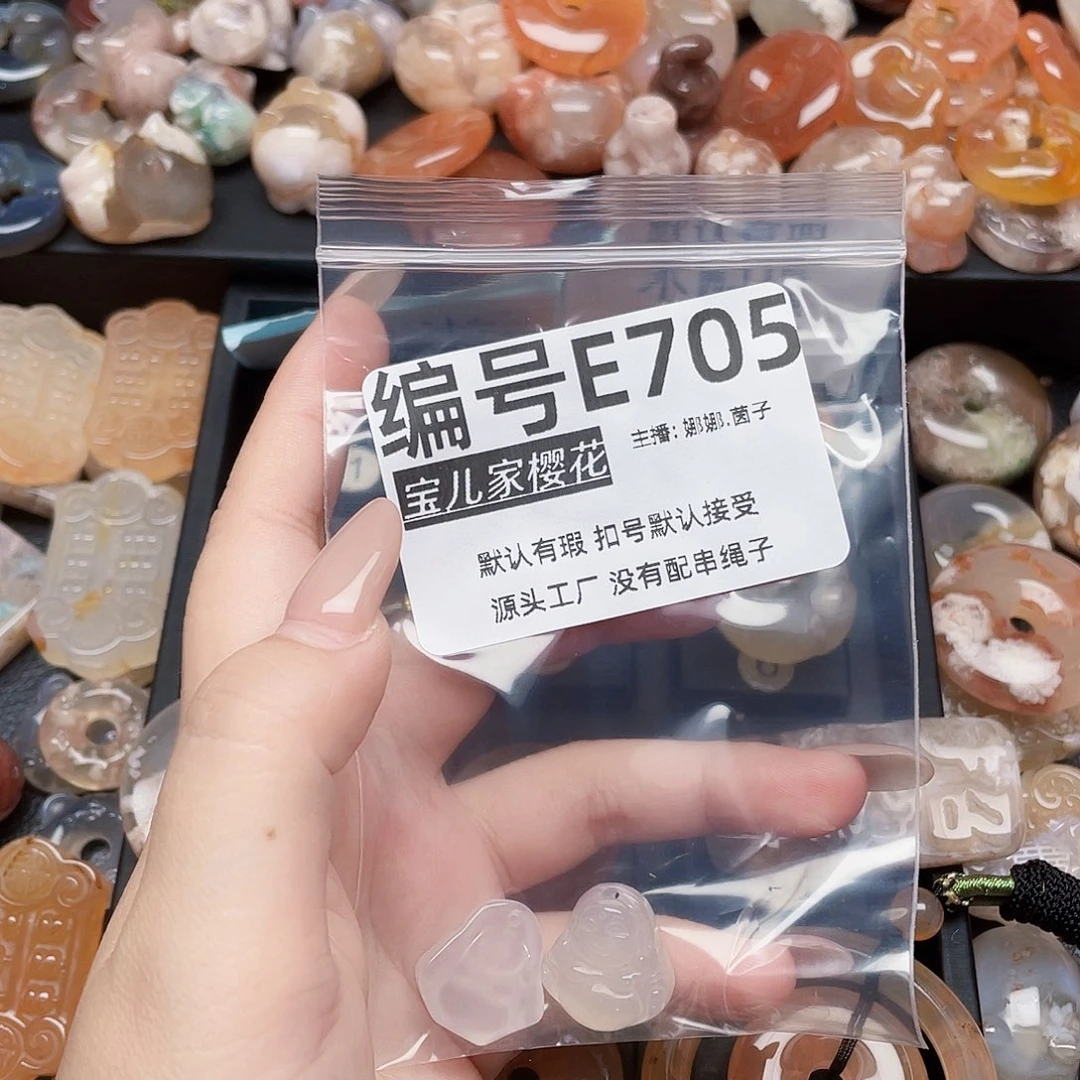 编号E705
主播: 娜娜.茵子
宝儿家樱花
默认有瑕 扣号默认接受
源头工厂 没有配串绳子